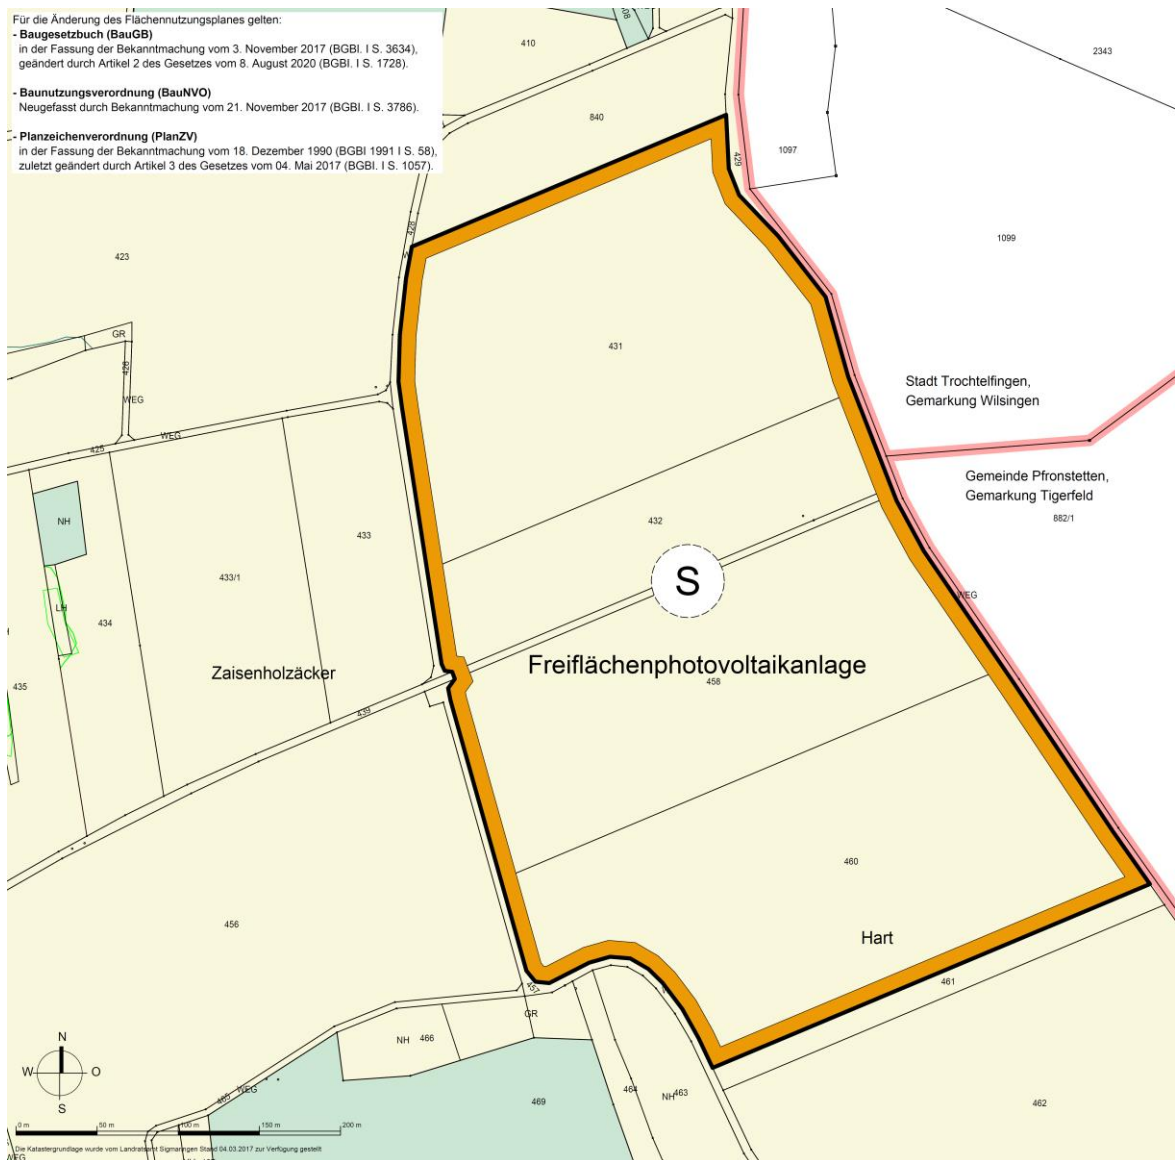 Für die Änderung des Flächennutzungsplanes gelten:
- Baugesetzbuch (BauGB)
in der Fassung der Bekanntmachung vom 3. November 2017 (BGBl. I S. 3634),
geändert durch Artikel 2 des Gesetzes vom 8. August 2020 (BGBl. I S. 1728).
- Baunutzungsverordnung (BauNVO)
Neugefasst durch Bekanntmachung vom 21. November 2017 (BGBl. I S. 3786).
- Planzeichenverordnung (PlanZV)
in der Fassung der Bekanntmachung vom 18. Dezember 1990 (BGBl 1991 I S. 58),
zuletzt geändert durch Artikel 3 des Gesetzes vom 04. Mai 2017 (BGBl. I S. 1057).
410
2343
840
429
1097
428
423
1099
GR
431
426
WEG
Stadt Trochtelfingen,
Gemarkung Wilsingen
WEG
425
Gemeinde Pfronstetten,
Gemarkung Tigerfeld
882/1
NH
432
433
433/1
S
WEG
LH
434
Freiflächenphotovoltaikanlage
458
Zaisenholzäcker
435
439
460
456
Hart
461
457
GR
NH 466
N
W O
S
WEG
465
469
464
NH
463
462
0 m 50 m 100 m 150 m 200 m
Die Katastergrundlage wurde vom Landratsamt Sigmaringen Stand 04.03.2017 zur Verfügung gestellt
WEG